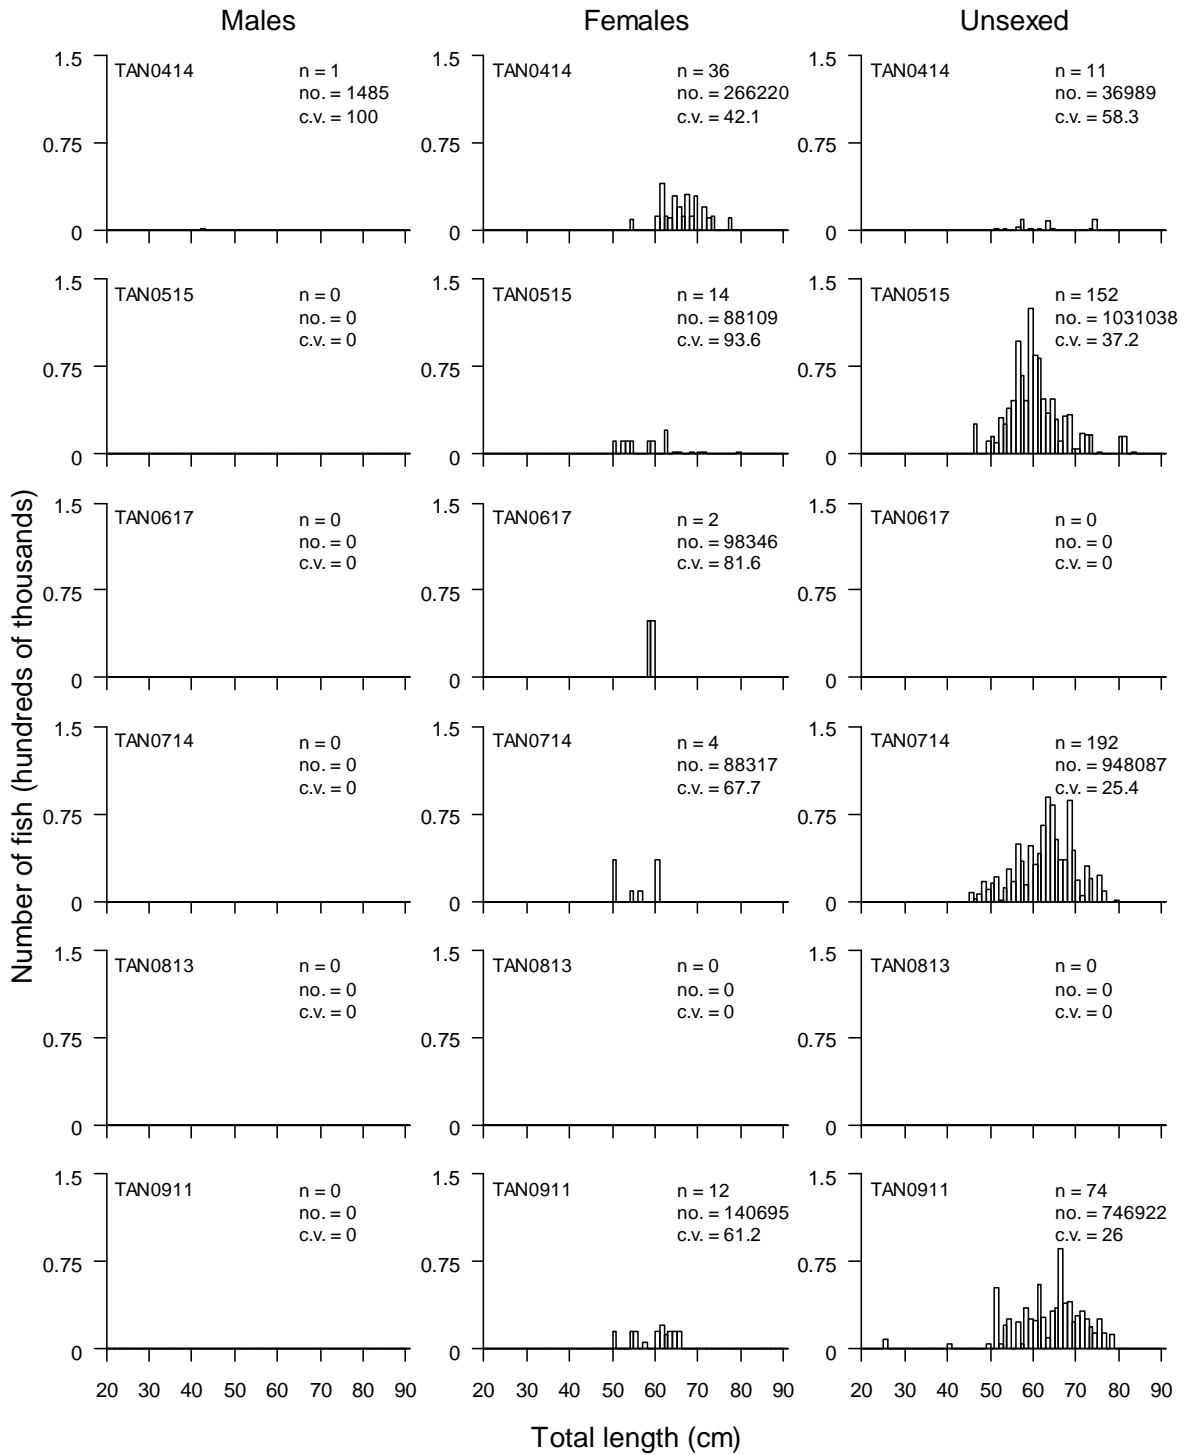 Males Females Unsexed
1.5 TAN0414 n = 1 1.5 TAN0414 n = 36 1.5 TAN0414 n = 11
no. = 1485 no. = 266220 no. = 36989
c.v. = 100 c.v. = 42.1 c.v. = 58.3
0.75 0.75 0.75
0 0 0
1.5 TAN0515 n = 0 1.5 TAN0515 n = 14 1.5 TAN0515 n = 152
no. = 0 no. = 88109 no. = 1031038
c.v. = 0 c.v. = 93.6 c.v. = 37.2
0.75 0.75 0.75
0 0 0
1.5 TAN0617 n = 0 1.5 TAN0617 n = 2 1.5 TAN0617 n = 0
no. = 0 no. = 98346 no. = 0
c.v. = 0 c.v. = 81.6 c.v. = 0
0.75 0.75 0.75
0 0 0
1.5 TAN0714 n = 0 1.5 TAN0714 n = 4 1.5 TAN0714 n = 192
no. = 0 no. = 88317 no. = 948087
c.v. = 0 c.v. = 67.7 c.v. = 25.4
0.75 0.75 0.75
0 0 0
1.5 TAN0813 n = 0 1.5 TAN0813 n = 0 1.5 TAN0813 n = 0
no. = 0 no. = 0 no. = 0
c.v. = 0 c.v. = 0 c.v. = 0
0.75 0.75 0.75
0 0 0
1.5 TAN0911 n = 0 1.5 TAN0911 n = 12 1.5 TAN0911 n = 74
no. = 0 no. = 140695 no. = 746922
c.v. = 0 c.v. = 61.2 c.v. = 26
0.75 0.75 0.75
0 0 0
20 30 40 50 60 70 80 90 20 30 40 50 60 70 80 90 20 30 40 50 60 70 80 90
Total length (cm)
Number of fish (hundreds of thousands)